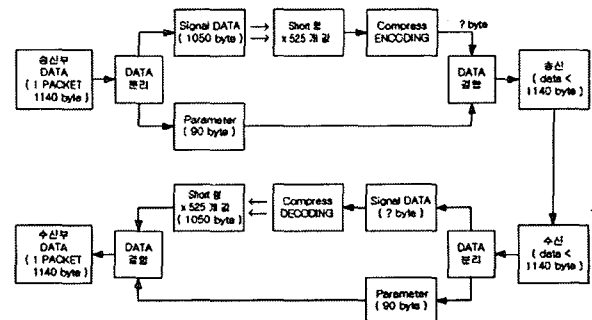 송신부
DATA
( 1 PACKET
1140 byte )
DATA
분리
Signal DATA
( 1050 byte )
Short 형
x 525 개 값
Compress
ENCODING
? byte
Parameter
( 90 byte )
DATA
결합
송신
( data <
1140 byte )
수신부
DATA
( 1 PACKET
1140 byte )
DATA
결합
Short 형
x 525 개 값
( 1050 byte )
Compress
DECODING
Signal DATA
( ? byte )
Parameter
( 90 byte )
DATA
분리
수신
( data <
1140 byte )